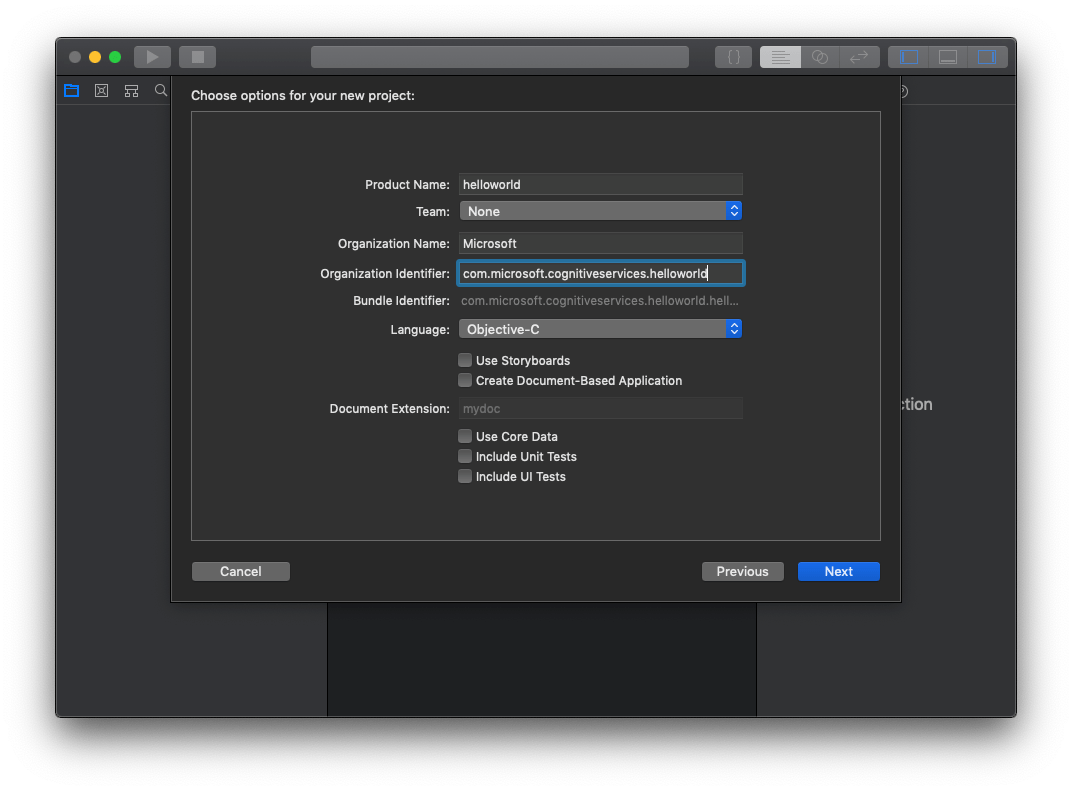 Choose options for your new project:
Product Name: helloworld
Team: None
Organization Name: Microsoft
Organization Identifier: com.microsoft.cognitiveservices.helloworld
Bundle Identifier: com.microsoft.cognitiveservices.helloworld.hell...
Language: Objective-C
Use Storyboards
Create Document-Based Application
ction
Document Extension: mydoc
Use Core Data
Include Unit Tests
Include UI Tests
Cancel Previous Next